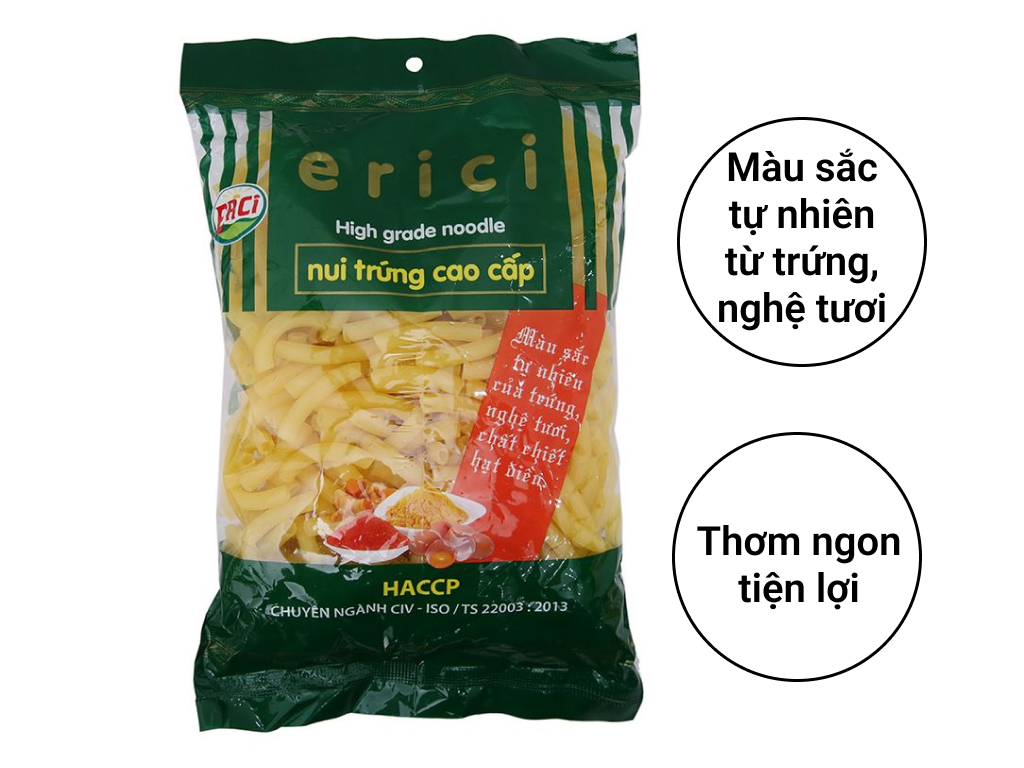 erici
ERCi
High grade noodle
nui trứng cao cấp
Màu sắc
tự nhiên
của trứng,
nghệ tươi,
chất chiết
hạt điều.
HACCP
CHUYÊN NGÀNH CIV - ISO / TS 22003 : 2013
Màu sắc
tự nhiên
từ trứng,
nghệ tươi
Thơm ngon
tiện lợi